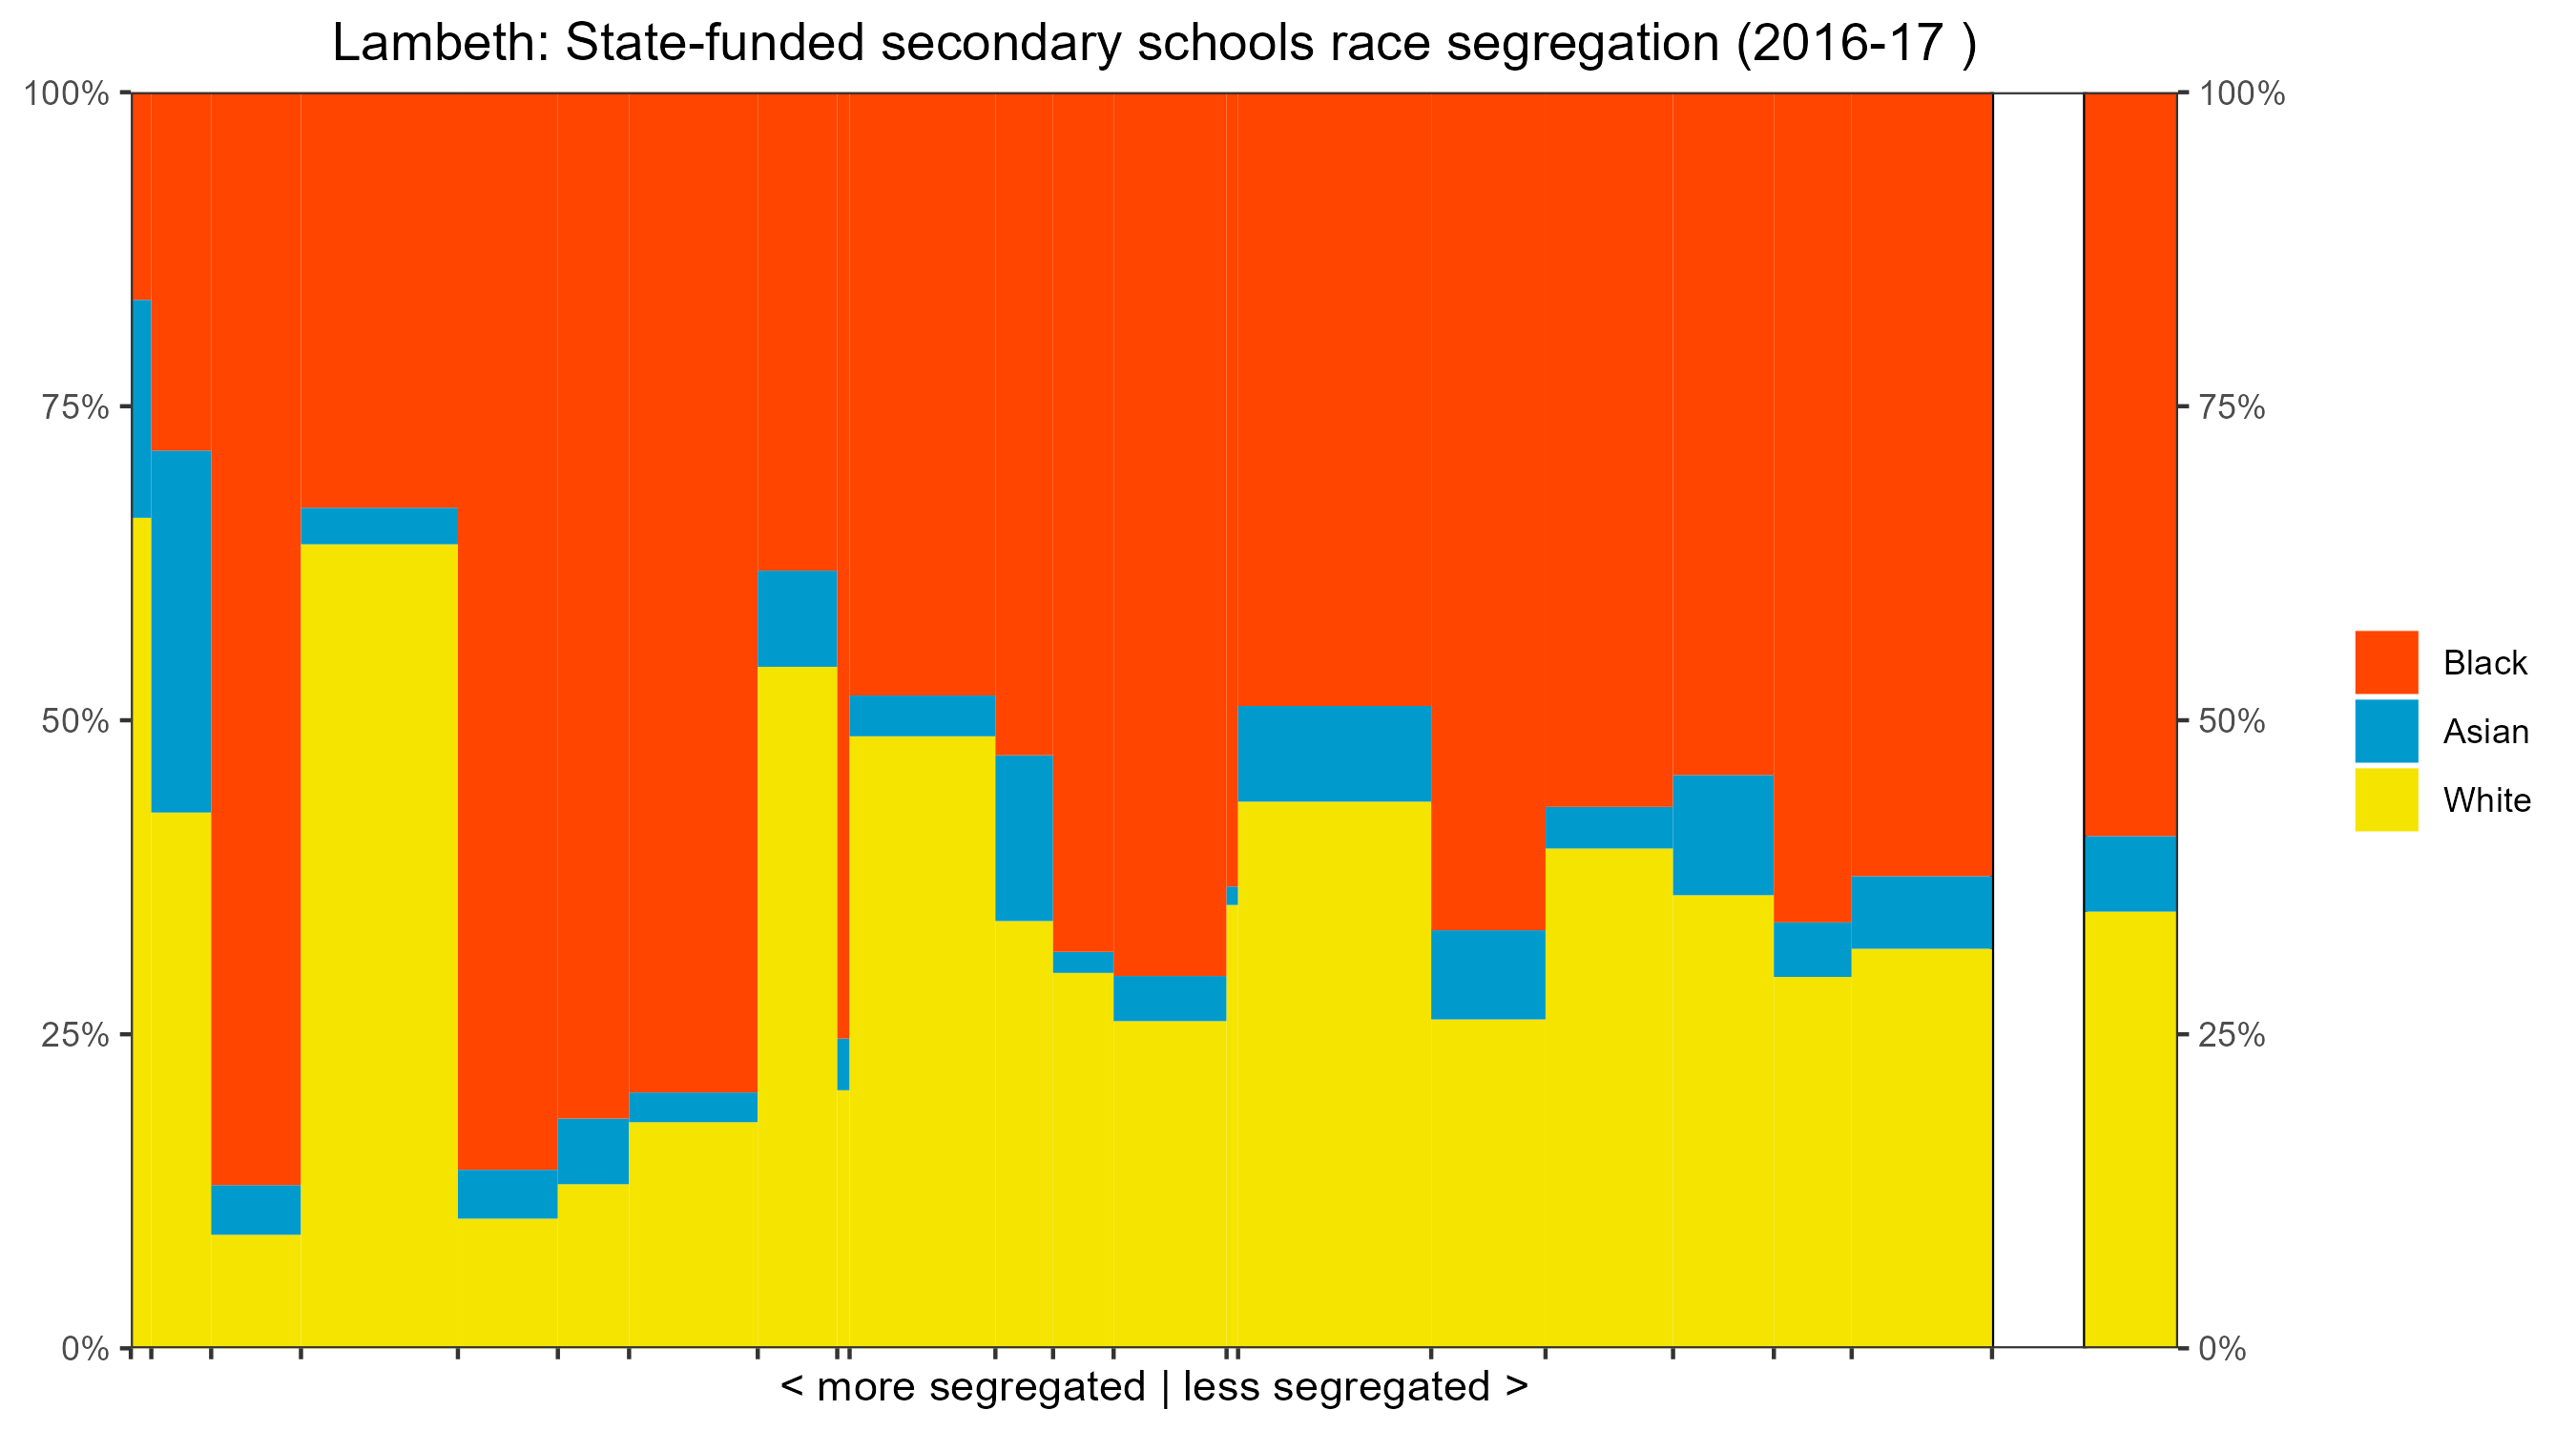 Lambeth: State-funded secondary schools race segregation (2016-17 )
100%
75%
50%
25%
0%
100%
75%
50%
25%
0%
Black
Asian
White
< more segregated | less segregated >